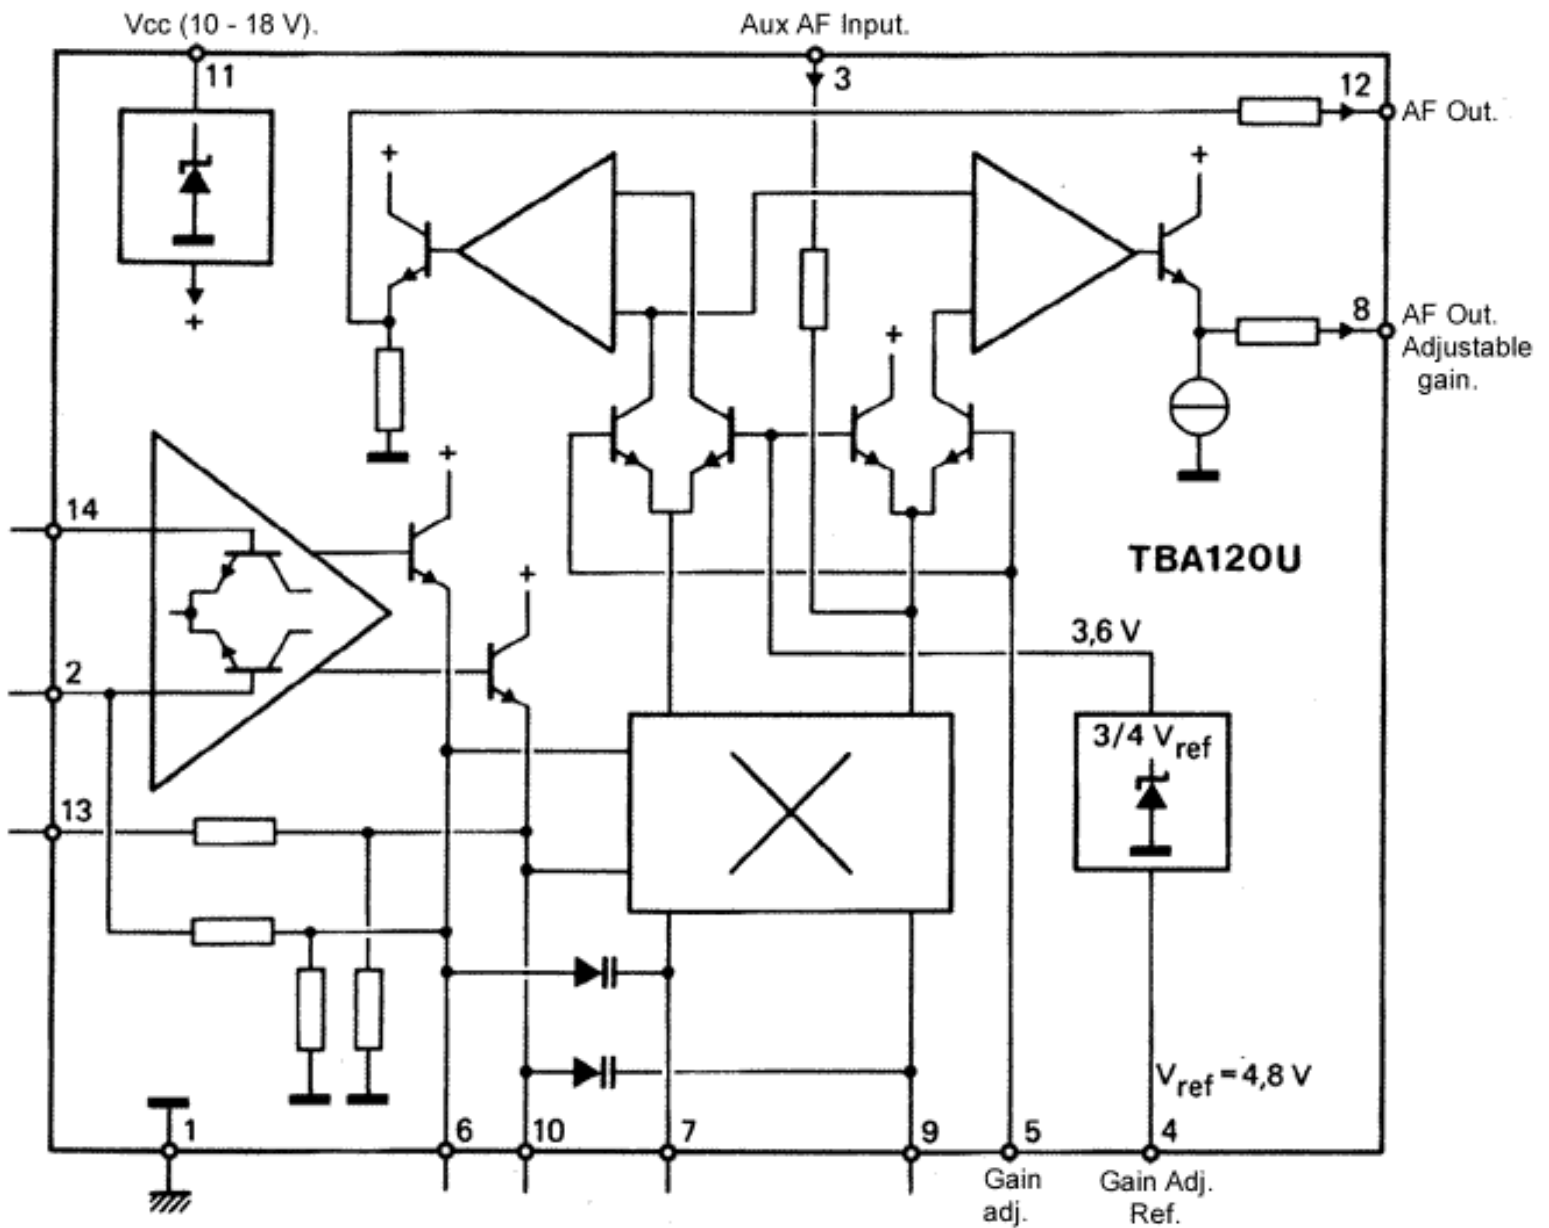 Vcc (10 - 18 V).
Aux AF Input.
11
3
12
AF Out.
+
+
+
8
AF Out.
Adjustable
gain.
+
+
14
TBA120U
+
2
3,6 V
3/4 Vref
13
Vref = 4,8 V
1
6
10
7
9
5
4
Gain
adj.
Gain Adj.
Ref.